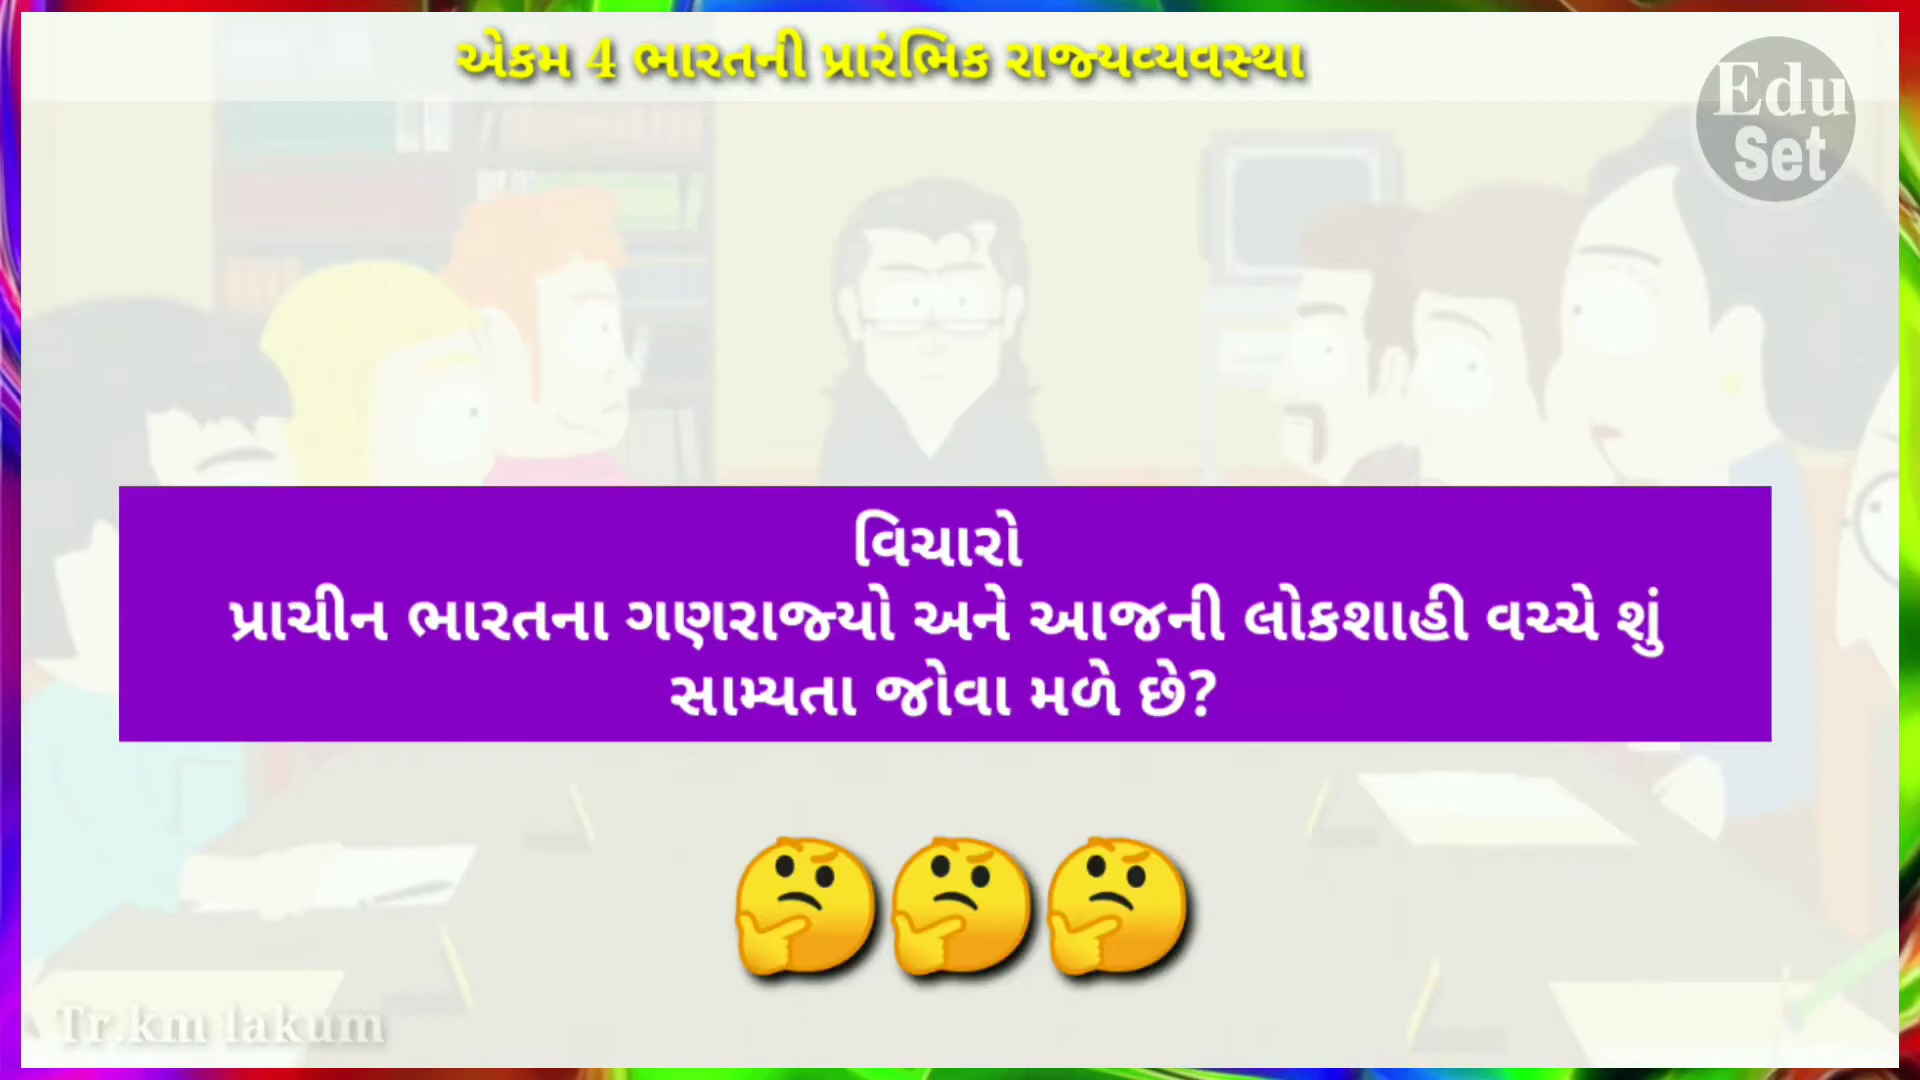 એકમ 4 ભારતની પ્રારંભિક રાજ્યવ્યવસ્થા
Edu
Set
વિચારો
પ્રાચીન ભારતના ગણરાજ્યો અને આજની લોકશાહી વચ્ચે શું
સામ્યતા જોવા મળે છે?
Tr.km lakum